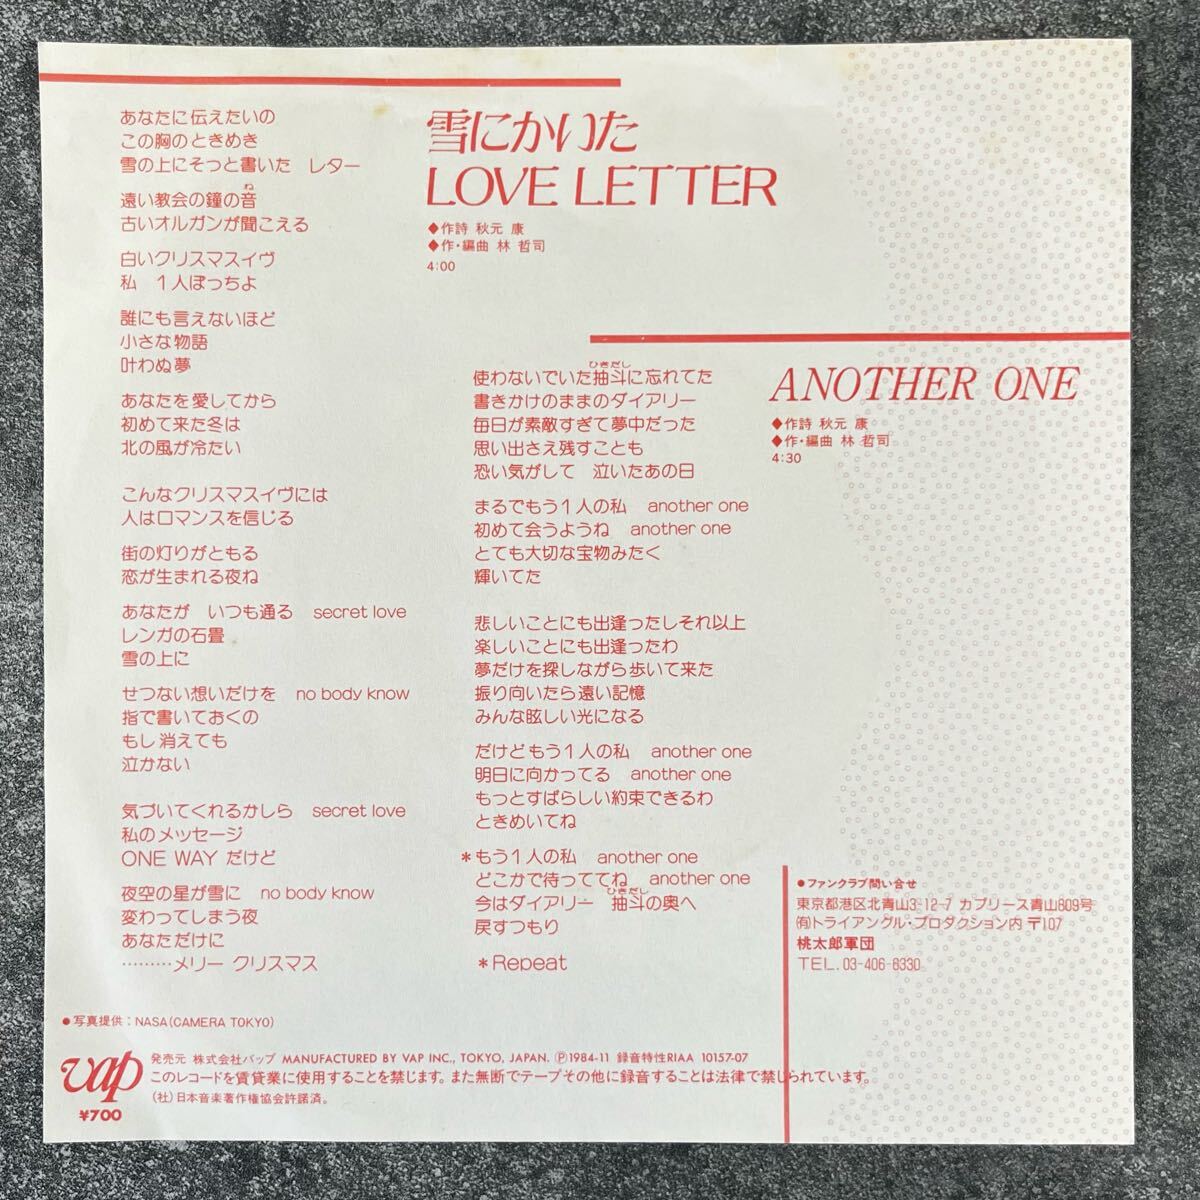 雪にかいた
LOVE LETTER
◆作詩 秋元 康
◆作・編曲 林 哲司
4:00
あなたに伝えたいの
この胸のときめき
雪の上にそっと書いた レター
遠い教会の鐘の音
ね
古いオルガンが聞こえる
白いクリスマスイヴ
私 1人ぼっちよ
誰にも言えないほど
小さな物語
叶わぬ夢
あなたを愛してから
初めて来た冬は
北の風が冷たい
こんなクリスマスイヴには
人はロマンスを信じる
街の灯りがともる
恋が生まれる夜ね
あなたが いつも通る secret love
レンガの石畳
雪の上に
せつない想いだけを no body know
指で書いておくの
もし消えても
泣かない
気づいてくれるかしら secret love
私のメッセージ
ONE WAY だけど
夜空の星が雪に no body know
変わってしまう夜
あなただけに
………メリー クリスマス
ANOTHER ONE
◆作詩 秋元 康
◆作・編曲 林 哲司
4:30
ひきだし
使わないでいた抽斗に忘れてた
書きかけのままのダイアリー
毎日が素敵すぎて夢中だった
思い出さえ残すことも
恐い気がして 泣いたあの日
まるでもう1人の私 another one
初めて会うようね another one
とても大切な宝物みたく
輝いてた
悲しいことにも出逢ったしそれ以上
楽しいことにも出逢ったわ
夢だけを探しながら歩いて来た
振り向いたら遠い記憶
みんな眩しい光になる
だけどもう1人の私 another one
明日に向かってる another one
もっとすばらしい約束できるわ
ときめいてね
*もう1人の私 another one
どこかで待っててね another one
ひきだし
今はダイアリー 抽斗の奥へ
戻すつもり
*Repeat
●ファンクラブ問い合せ
東京都港区北青山3-12-7 カプリース青山809号
(有)トライアングル・プロダクション内 〒107
桃太郎軍団
TEL. 03-406-8330
●写真提供：NASA(CAMERA TOKYO)
vap
¥700
発売元 株式会社バップ MANUFACTURED BY VAP INC., TOKYO, JAPAN. Ⓟ1984-11 録音特性RIAA 10157-07
このレコードを賃貸業に使用することを禁じます。また無断でテープその他に録音することは法律で禁じられています。
(社)日本音楽著作権協会許諾済。